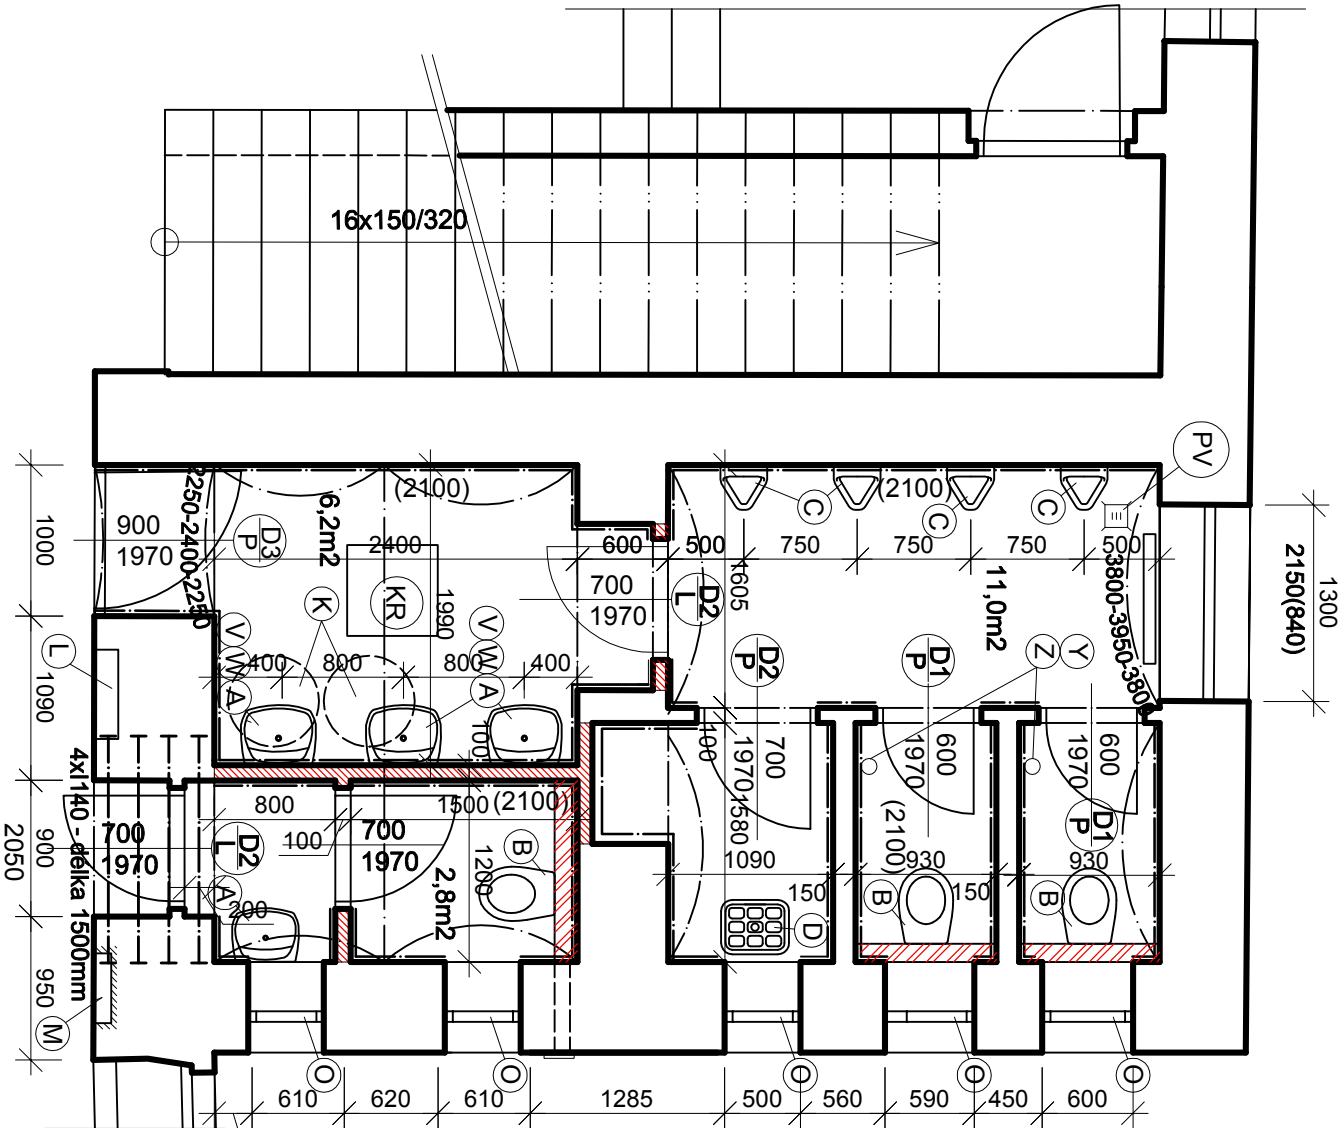 16x150/320
PV
(2100)
(2100)
C
C
C
C
900
1970
D3
P
2250-2400-2250
6,2m2
2400
KR
K
1990
600
500
750
750
750
500
1605
700
1970
D2
L
11,0m2
3800-3950-3800
1300
2150(840)
Z
Y
D2
P
D1
P
V
W
A
V
W
A
400
800
800
400
100
1000
1090
900
950
2050
L
M
4xI140 - délka 1500mm
700
1970
800
100
D2
L
A
200
700
1970
1500
(2100)
1200
2,8m2
B
100
700
1970
1580
1090
150
D
600
1970
(2100)
930
150
B
600
1970
D1
P
930
B
O
O
O
O
O
610
620
610
1285
500
560
590
450
600